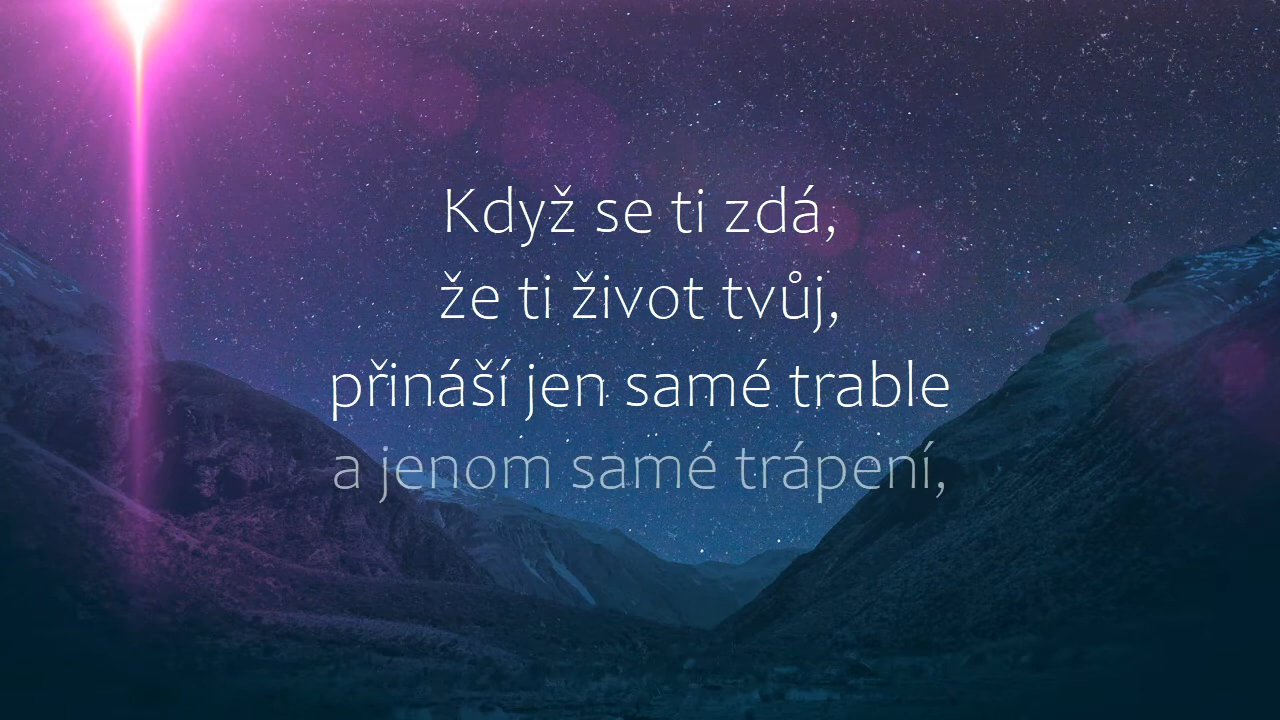 Když se ti zdá,
že ti život tvůj,
přináší jen samé trable
a jenom samé trápení,